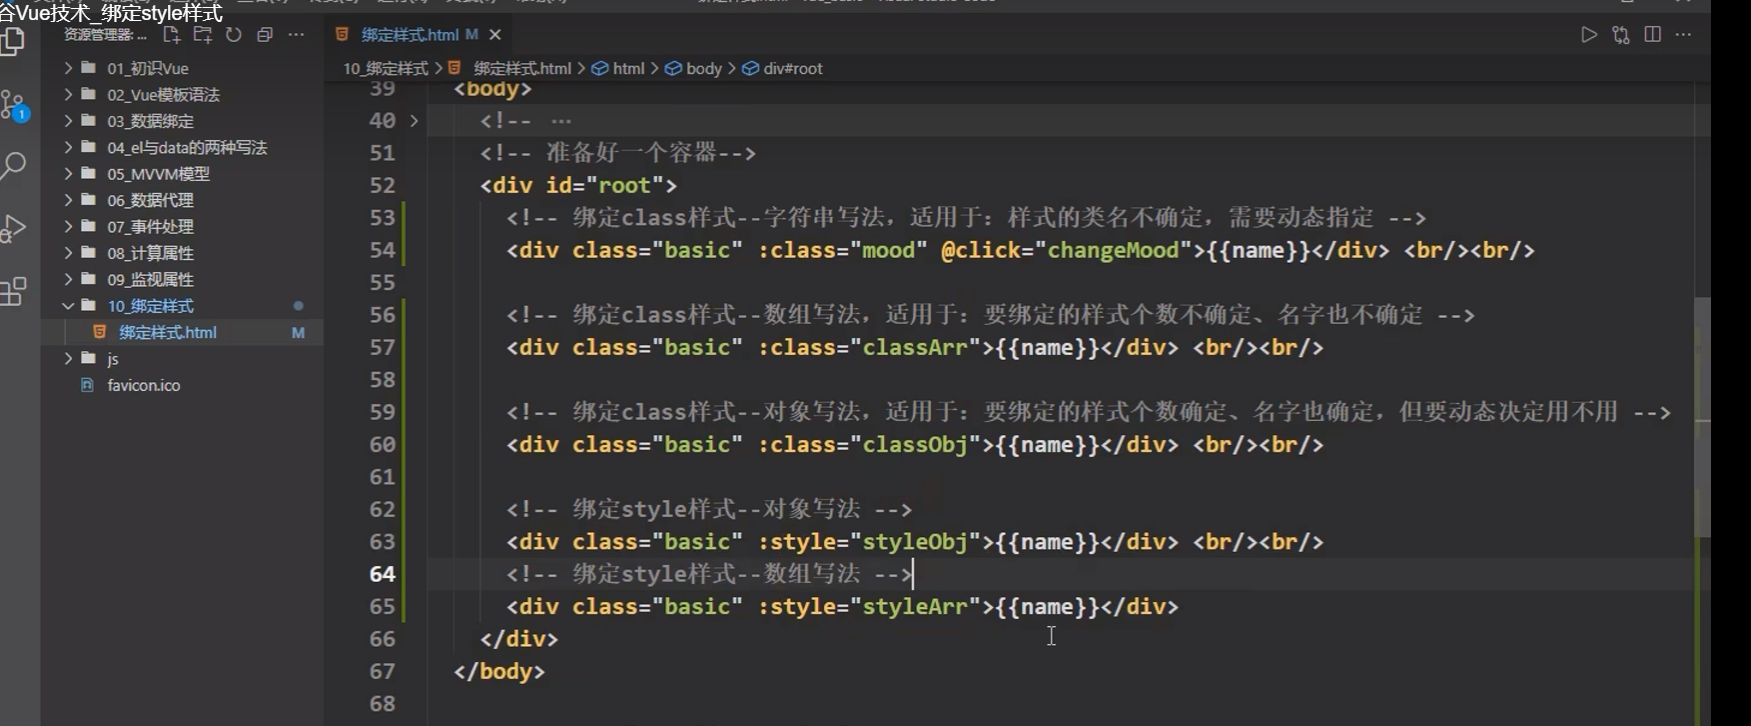 谷Vue技术_绑定style样式
资源管理器: ...
绑定样式.html M
10_绑定样式 > 绑定样式.html > html > body > div#root
01_初识Vue
02_Vue模板语法
03_数据绑定
04_el与data的两种写法
05_MVVM模型
06_数据代理
07_事件处理
08_计算属性
09_监视属性
10_绑定样式
绑定样式.html M
js
favicon.ico
1
39 <body>
40 <!-- ...
51 <!-- 准备好一个容器-->
52 <div id="root">
53 <!-- 绑定class样式--字符串写法，适用于：样式的类名不确定，需要动态指定 -->
54 <div class="basic" :class="mood" @click="changeMood">{{name}}</div> <br/><br/>
55
56 <!-- 绑定class样式--数组写法，适用于：要绑定的样式个数不确定、名字也不确定 -->
57 <div class="basic" :class="classArr">{{name}}</div> <br/><br/>
58
59 <!-- 绑定class样式--对象写法，适用于：要绑定的样式个数确定、名字也确定，但要动态决定用不用 -->
60 <div class="basic" :class="classObj">{{name}}</div> <br/><br/>
61
62 <!-- 绑定style样式--对象写法 -->
63 <div class="basic" :style="styleObj">{{name}}</div> <br/><br/>
64 <!-- 绑定style样式--数组写法 -->
65 <div class="basic" :style="styleArr">{{name}}</div>
66 </div>
67 </body>
68